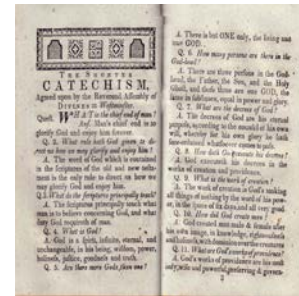 THE SHORTER
CATECHISM,
Agreed upon by the Reverend Assembly of
DIVINES at Westminster.
Quest. WHAT is the chief end of man?
Ans. Man's chief end is to
glorify God and enjoy him forever.
Q. 2. What rule hath God given to di-
rect us how we may glorify and enjoy him?
A. The word of God which is contained
in the scriptures of the old and new testa-
ment is the only rule to direct us how we
may glorify God and enjoy him.
Q. 3. What do the scriptures principally teach?
A. The scriptures principally teach what
man is to believe concerning God, and what
duty God requireth of man.
Q. 4. What is God?
A. God is a spirit, infinite, eternal, and
unchangeable, in his being, wisdom, power,
holiness, justice, goodness and truth.
Q. 5. Are there more Gods than one?
A. There is but ONE only, the living and
true GOD.
Q. 6. How many persons are there in the
God-head?
A. There are three persons in the God-
head, the Father, the Son, and the Holy
Ghost, and these three are one GOD, the
same in substance, equal in power and glory.
Q. 7. What are the decrees of God?
A. The decrees of God are his eternal
purpose, according to the counsel of his own
will, whereby for his own glory he hath
fore-ordained whatsoever comes to pass.
Q. 8. How doth God execute his decrees?
A. God executeth his decrees in the
works of creation and providence.
Q. 9. What is the work of creation?
A. The work of creation is God's making
all things of nothing by the word of his pow-
er, in the space of six days, and all very good.
Q. 10. How did God create man?
A. God created man male & female after
his own image, in knowledge, righteousness
and holiness, with dominion over the creatures
Q. 11. What are God's works of providence?
A. God's works of providence are his most
holy, wise and powerful, preserving & govern-